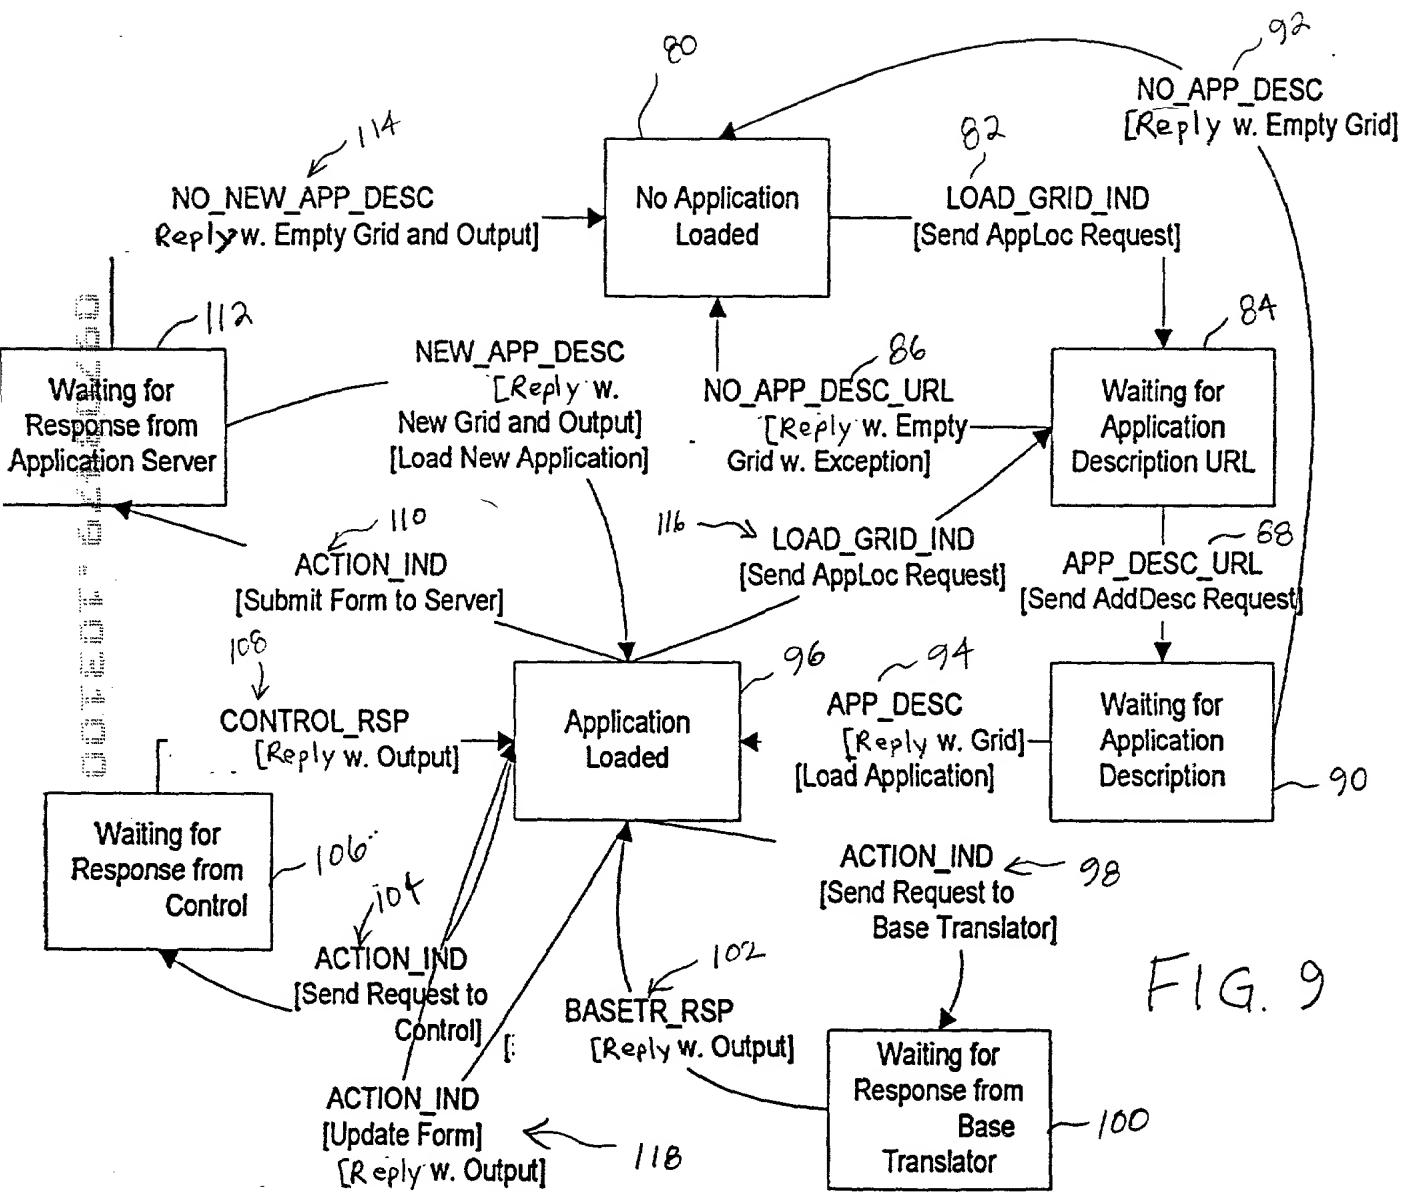 92
NO_APP_DESC
[Reply w. Empty Grid]
80
114
NO_NEW_APP_DESC
Reply w. Empty Grid and Output]
No Application
Loaded
82
LOAD_GRID_IND
[Send AppLoc Request]
112
Waiting for
Response from
Application Server
NEW_APP_DESC
[Reply w.
New Grid and Output]
[Load New Application]
86
NO_APP_DESC_URL
[Reply w. Empty
Grid w. Exception]
84
Waiting for
Application
Description URL
110
ACTION_IND
[Submit Form to Server]
116
LOAD_GRID_IND
[Send AppLoc Request]
68
APP_DESC_URL
[Send AddDesc Request]
108
CONTROL_RSP
[Reply w. Output]
96
Application
Loaded
94
APP_DESC
[Reply w. Grid]
[Load Application]
Waiting for
Application
Description
90
Waiting for
Response from
Control
106
104
ACTION_IND
[Send Request to
Control]
ACTION_IND
[Send Request to
Base Translator]
98
102
BASETR_RSP
[Reply w. Output]
[
ACTION_IND
[Update Form]
[Reply w. Output]
118
Waiting for
Response from
Base
Translator
100
FIG. 9